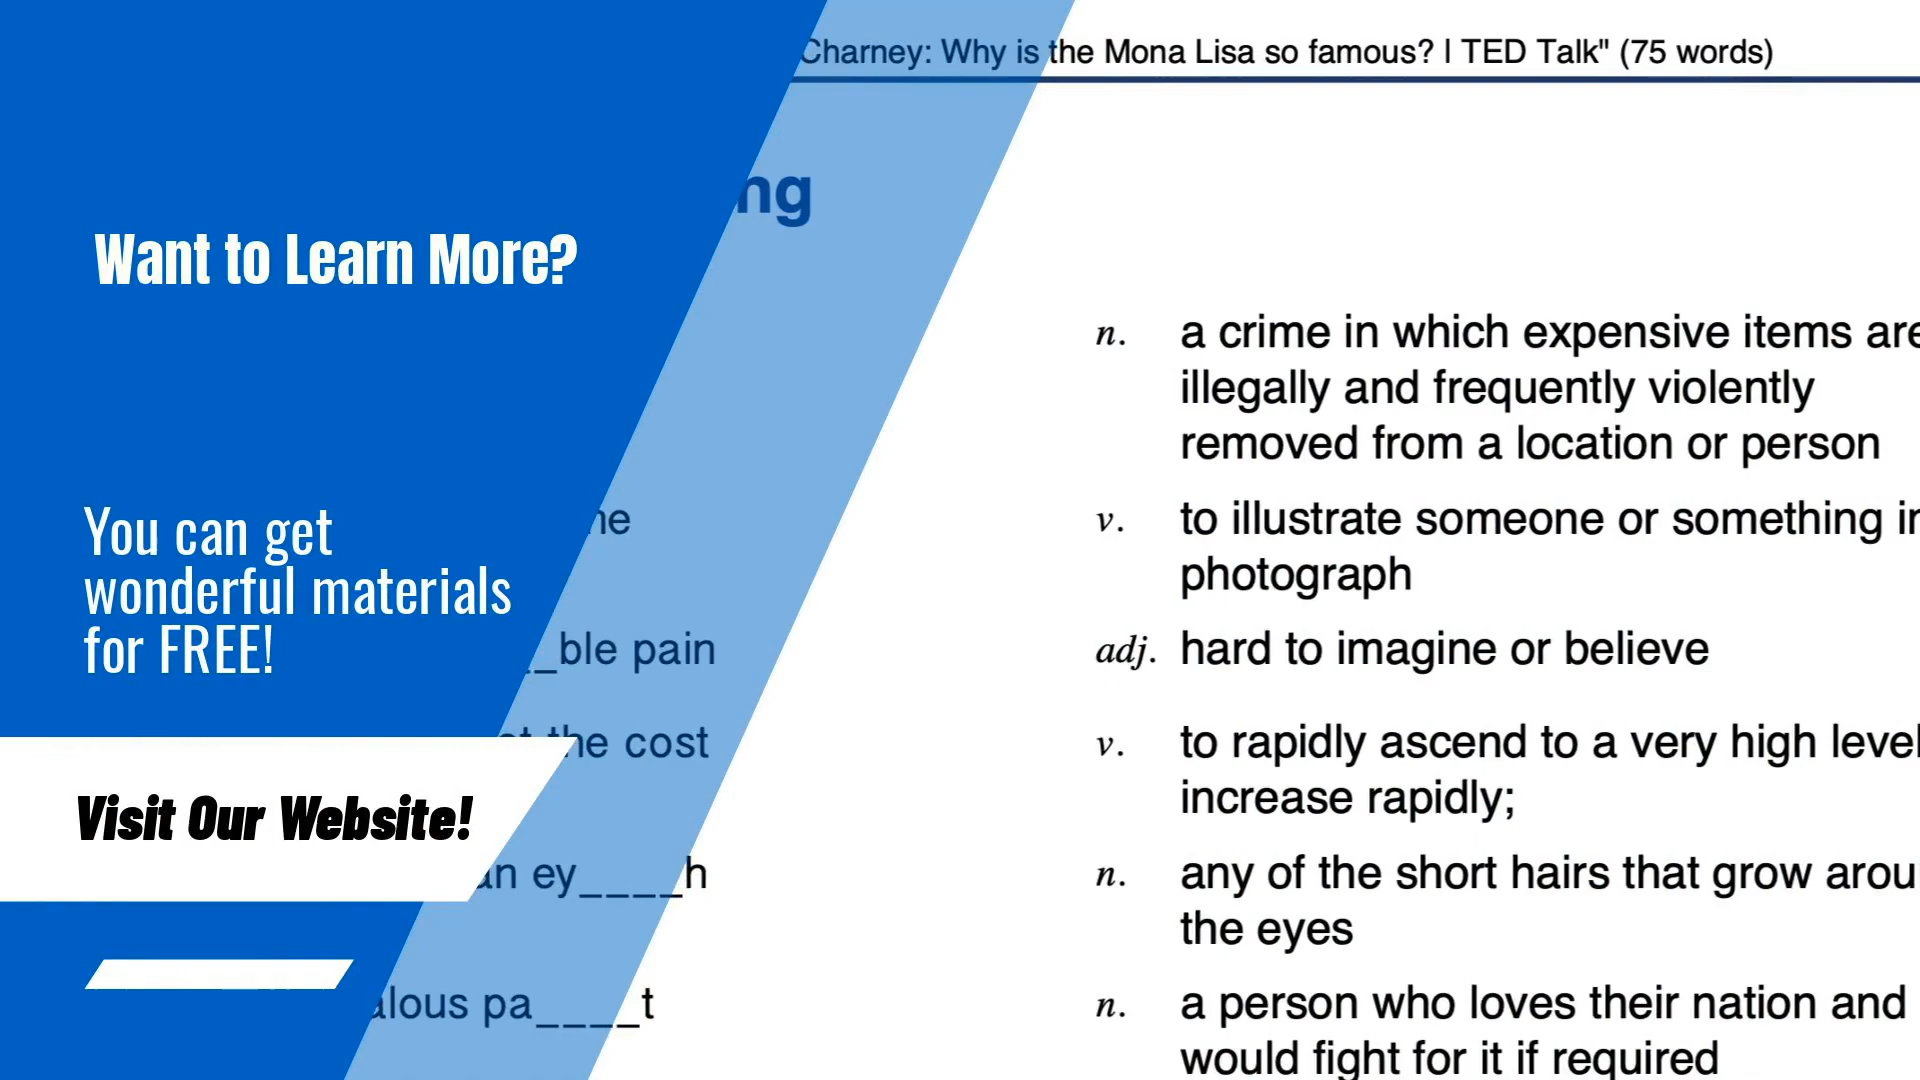 Charney: Why is the Mona Lisa so famous? | TED Talk" (75 words)
ng
Want to Learn More?
You can get
wonderful materials
for FREE!
Visit Our Website!
n. a crime in which expensive items are
illegally and frequently violently
removed from a location or person
v. to illustrate someone or something in
photograph
_ble pain adj. hard to imagine or believe
the cost v. to rapidly ascend to a very high level
increase rapidly;
an ey____h n. any of the short hairs that grow arou
the eyes
alous pa____t n. a person who loves their nation and
would fight for it if required